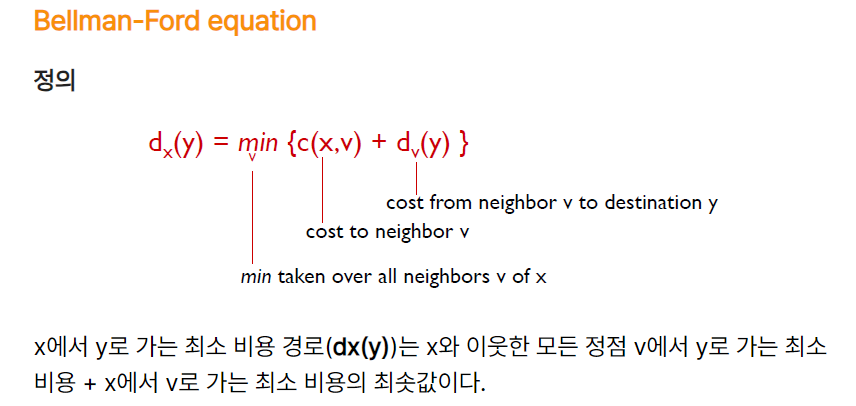 Bellman-Ford equation
정의
dₓ(y) = min {c(x,v) + dᵥ(y) }
v
cost from neighbor v to destination y
cost to neighbor v
min taken over all neighbors v of x
x에서 y로 가는 최소 비용 경로(dx(y))는 x와 이웃한 모든 정점 v에서 y로 가는 최소
비용 + x에서 v로 가는 최소 비용의 최솟값이다.